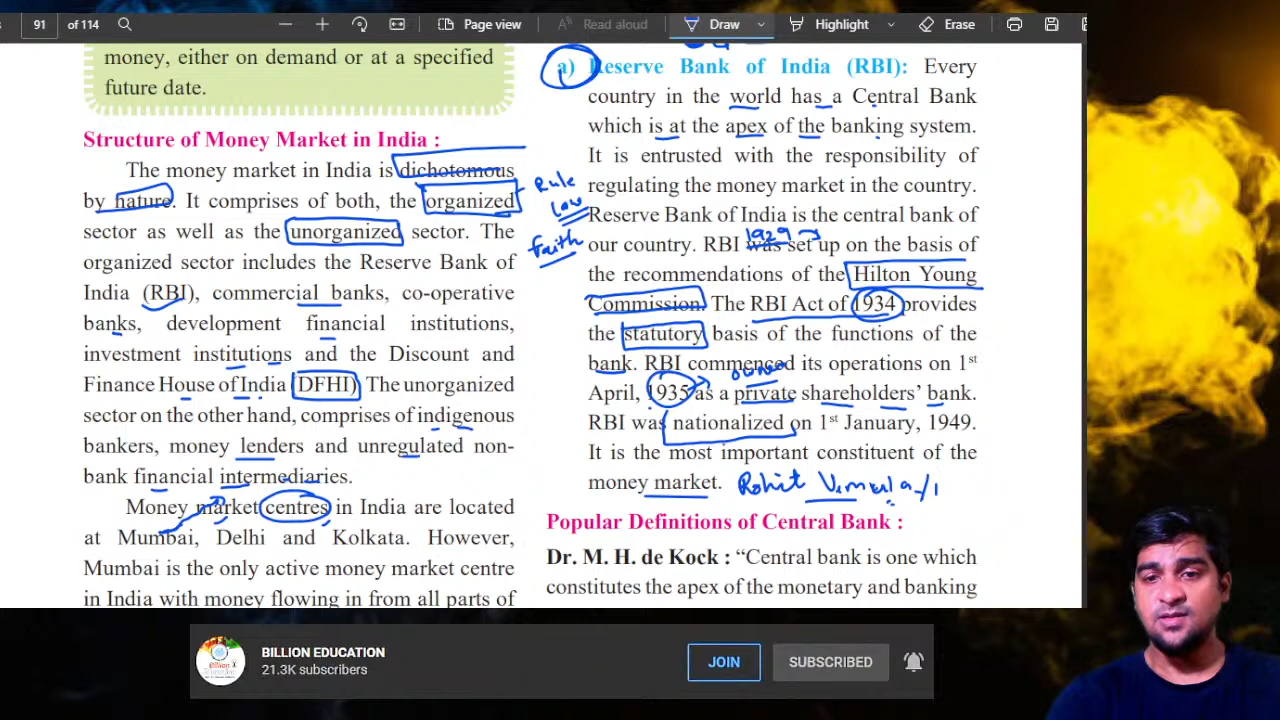 91 of 114
Page view
Read aloud
Draw
Highlight
Erase
money, either on demand or at a specified
future date.
Structure of Money Market in India :
The money market in India is dichotomous
by nature. It comprises of both, the organized
sector as well as the unorganized sector. The
organized sector includes the Reserve Bank of
India (RBI), commercial banks, co-operative
banks, development financial institutions,
investment institutions and the Discount and
Finance House of India (DFHI). The unorganized
sector on the other hand, comprises of indigenous
bankers, money lenders and unregulated non-
bank financial intermediaries.
Money market centres in India are located
at Mumbai, Delhi and Kolkata. However,
Mumbai is the only active money market centre
in India with money flowing in from all parts of
Rule
law
Faith
a) Reserve Bank of India (RBI): Every
country in the world has a Central Bank
which is at the apex of the banking system.
It is entrusted with the responsibility of
regulating the money market in the country.
Reserve Bank of India is the central bank of
1929
our country. RBI was set up on the basis of
the recommendations of the Hilton Young
Commission. The RBI Act of 1934 provides
the statutory basis of the functions of the
bank. RBI commenced its operations on 1st
owned
April, 1935 as a private shareholders' bank.
RBI was nationalized on 1st January, 1949.
It is the most important constituent of the
money market. Rohit Vemula
Popular Definitions of Central Bank :
Dr. M. H. de Kock : “Central bank is one which
constitutes the apex of the monetary and banking
BILLION EDUCATION
21.3K subscribers
JOIN
SUBSCRIBED